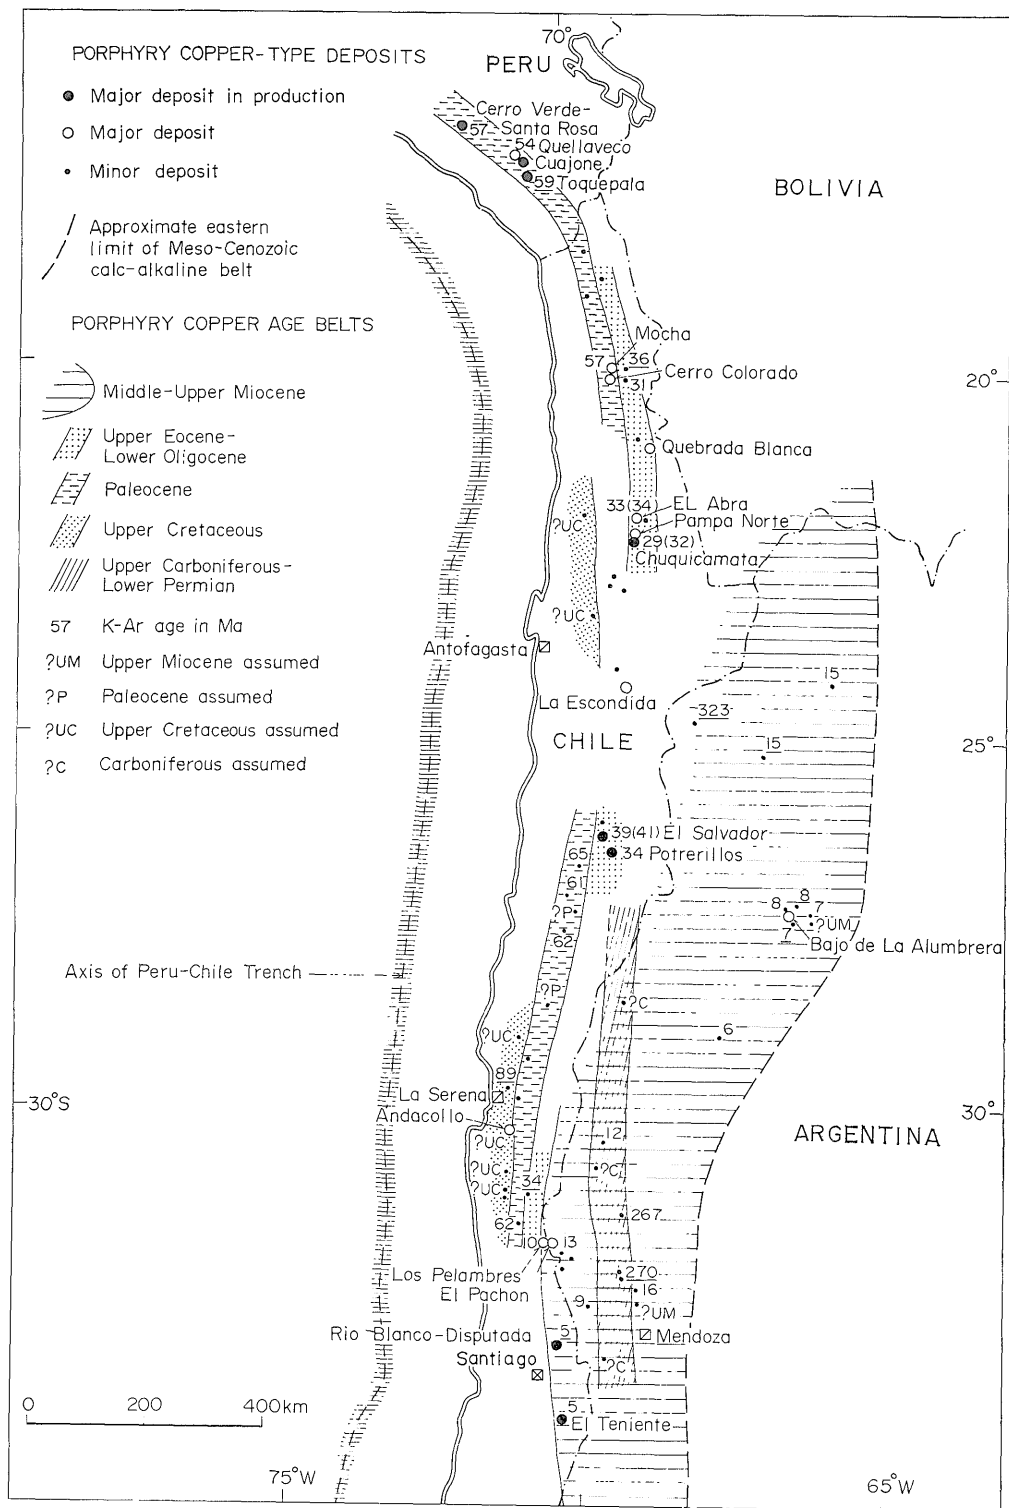 PORPHYRY COPPER-TYPE DEPOSITS
Major deposit in production
Major deposit
Minor deposit
Approximate eastern
limit of Meso-Cenozoic
calc-alkaline belt
PORPHYRY COPPER AGE BELTS
Middle-Upper Miocene
Upper Eocene-
Lower Oligocene
Paleocene
Upper Cretaceous
Upper Carboniferous-
Lower Permian
57 K-Ar age in Ma
?UM Upper Miocene assumed
?P Paleocene assumed
?UC Upper Cretaceous assumed
?C Carboniferous assumed
70°
PERU
Cerro Verde-
57 Santa Rosa
54 Quellaveco
Cuajone
59 Toquepala
BOLIVIA
Mocha
57
36
Cerro Colorado
31
20°
Quebrada Blanca
33(34) EL Abra
Pampa Norte
?UC
29(32)
Chuquicamata
?UC
Antofagasta
La Escondida
15
323
CHILE
15
25°
39(41) El Salvador
34 Potrerillos
65
61
?P
62
8
8
7
?UM
7
Bajo de La Alumbrera
Axis of Peru-Chile Trench
?P
?C
?UC
6
89
La Serena
30°S
30°
Andacollo
?UC
12
ARGENTINA
?UC
?C
?UC
34
62
267
10
13
Los Pelambres
El Pachon
270
16
9
?UM
Rio Blanco-Disputada
5
Mendoza
Santiago
?C
0 200 400km
5
El Teniente
75°W
65°W